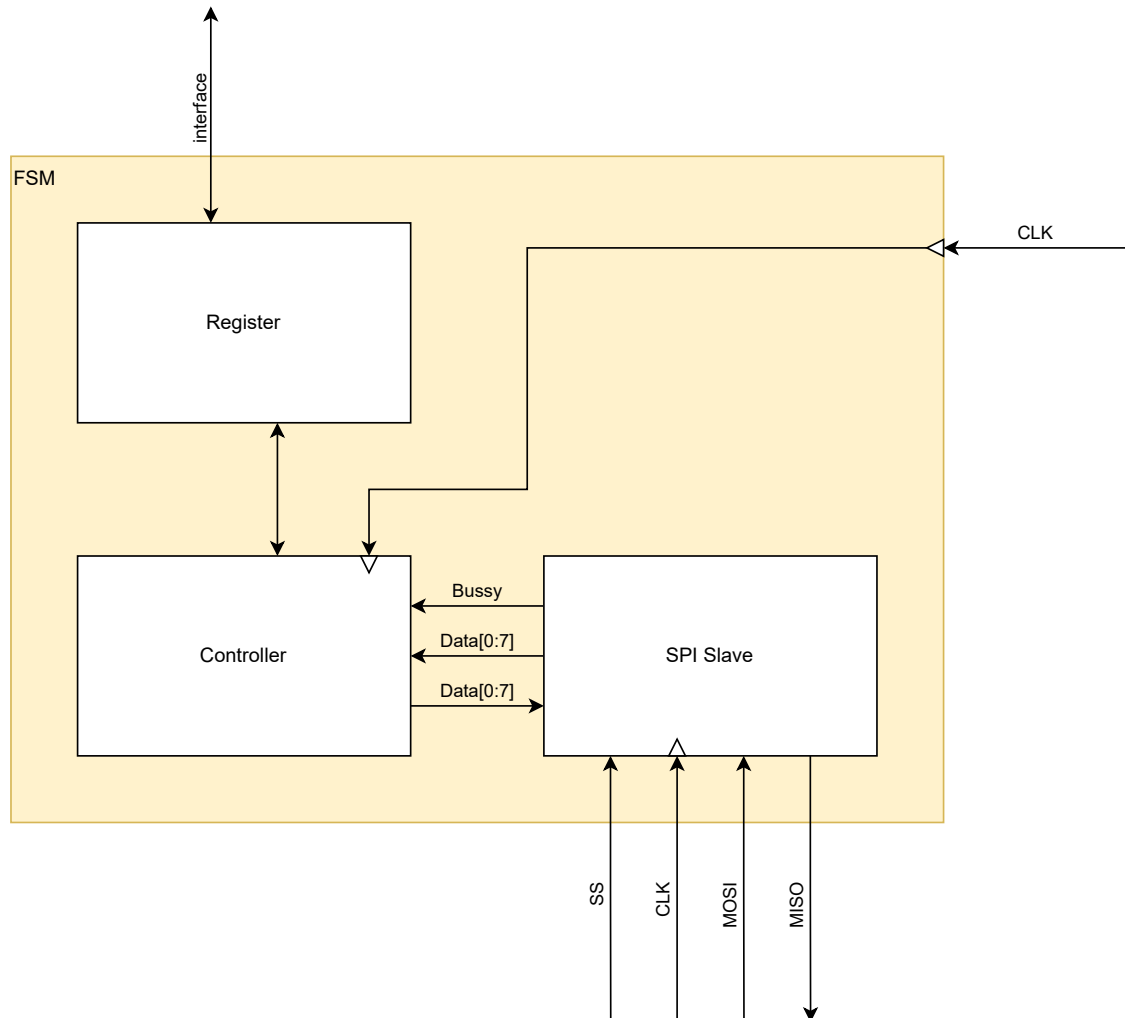 interface
FSM
CLK
Register
Bussy
Data[0:7]
Data[0:7]
Controller
SPI Slave
SS
CLK
MOSI
MISO